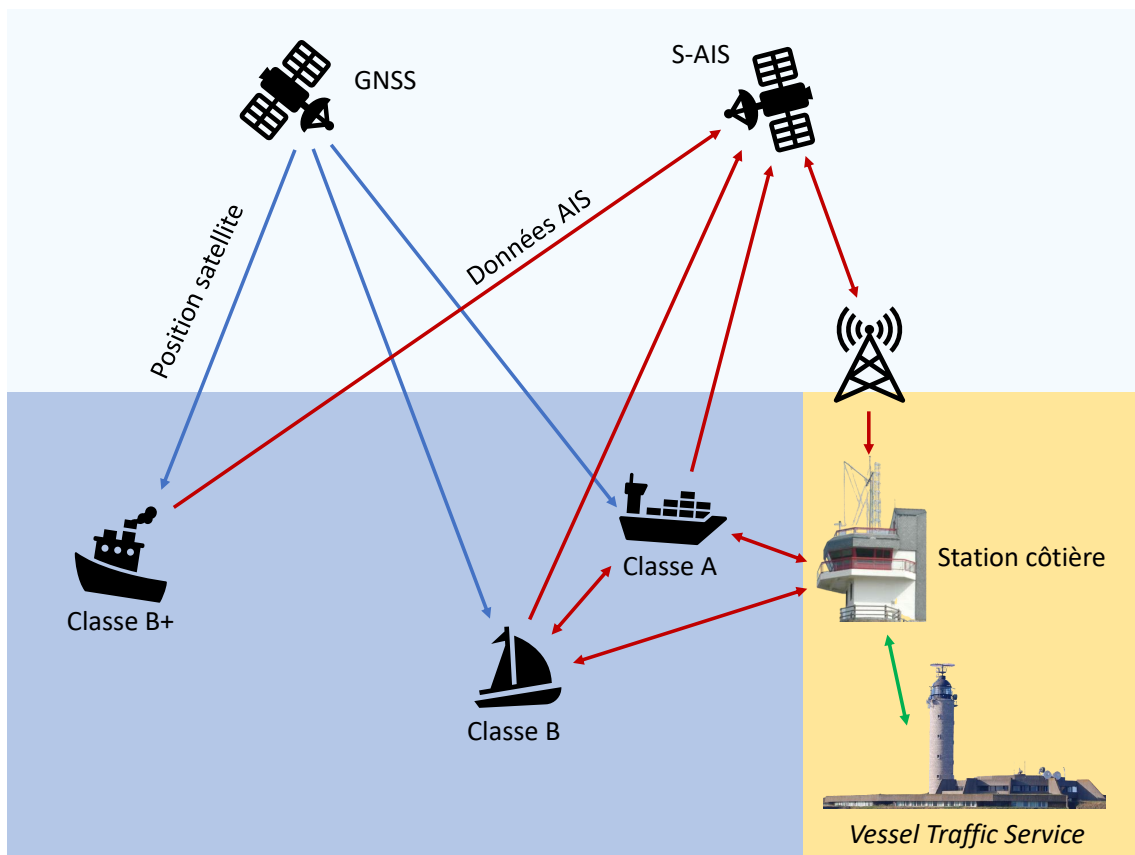 GNSS
S-AIS
Position satellite
Données AIS
Classe A
Station côtière
Classe B+
Classe B
Vessel Traffic Service